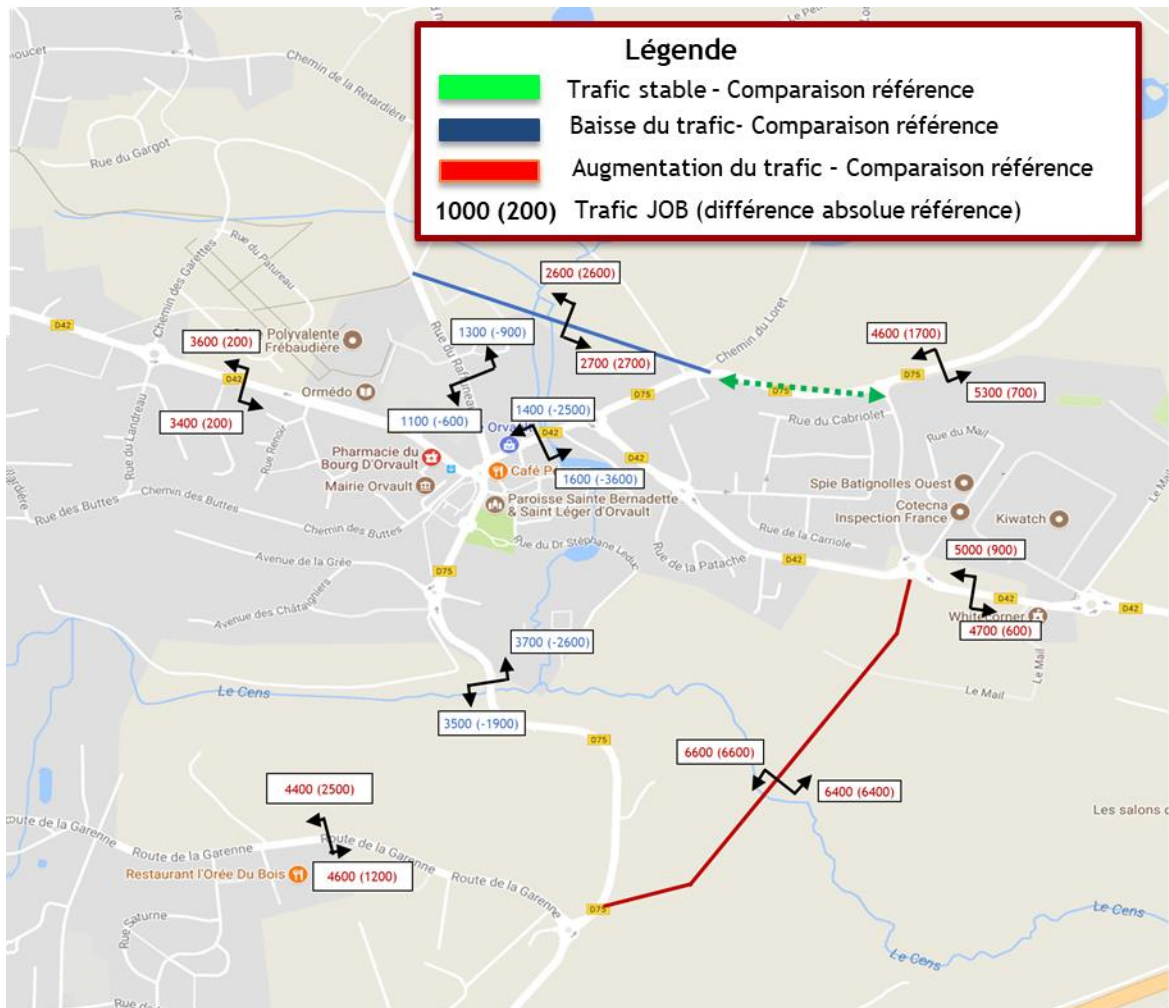 Légende
Trafic stable - Comparaison référence
Baisse du trafic- Comparaison référence
Augmentation du trafic - Comparaison référence
1000 (200) Trafic JOB (différence absolue référence)
Chemin de la Retardière
Rue du Gargot
Chemin des Garettes
Rue du Patureau
2600 (2600)
Chemin du Loret
D42
3600 (200)
Polyvalente
Frébaudière
1300 (-900)
2700 (2700)
4600 (1700)
D75
D42
Ormédo
D75
5300 (700)
3400 (200)
1100 (-600)
1400 (-2500)
Rue du Cabriolet
Rue du Landreau
Rue Renoir
D42
Rue du Mail
Pharmacie du
Bourg D'Orvault
Café
D42
1600 (-3600)
Spie Batignolles Ouest
Mairie Orvault
Paroisse Sainte Bernadette
& Saint Léger d'Orvault
Cotecna
Inspection France
Kiwatch
Rue des Buttes
Chemin des Buttes
Chemin des Buttes
Rue de la Carriole
Rue du Dr Stéphane Leduc
Rue de la Patache
Avenue de la Grée
D75
D42
5000 (900)
Avenue des Châtaigniers
D42
D42
Whitecorner
4700 (600)
3700 (-2600)
Le Mail
Le Mail
Le Cens
3500 (-1900)
D75
6600 (6600)
6400 (6400)
4400 (2500)
Les salons
Route de la Garenne
Route de la Garenne
Route de la Garenne
Restaurant l'Orée Du Bois
4600 (1200)
Route de la Garenne
D75
Rue Saturne
Le Cens
Le Cens